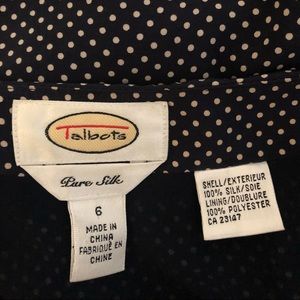 Talbots
Pure Silk
6
MADE IN
CHINA
FABRIQUÉ EN
CHINE
SHELL/EXTERIEUR
100% SILK/SOIE
LINING/DOUBLURE
100% POLYESTER
CA 23147